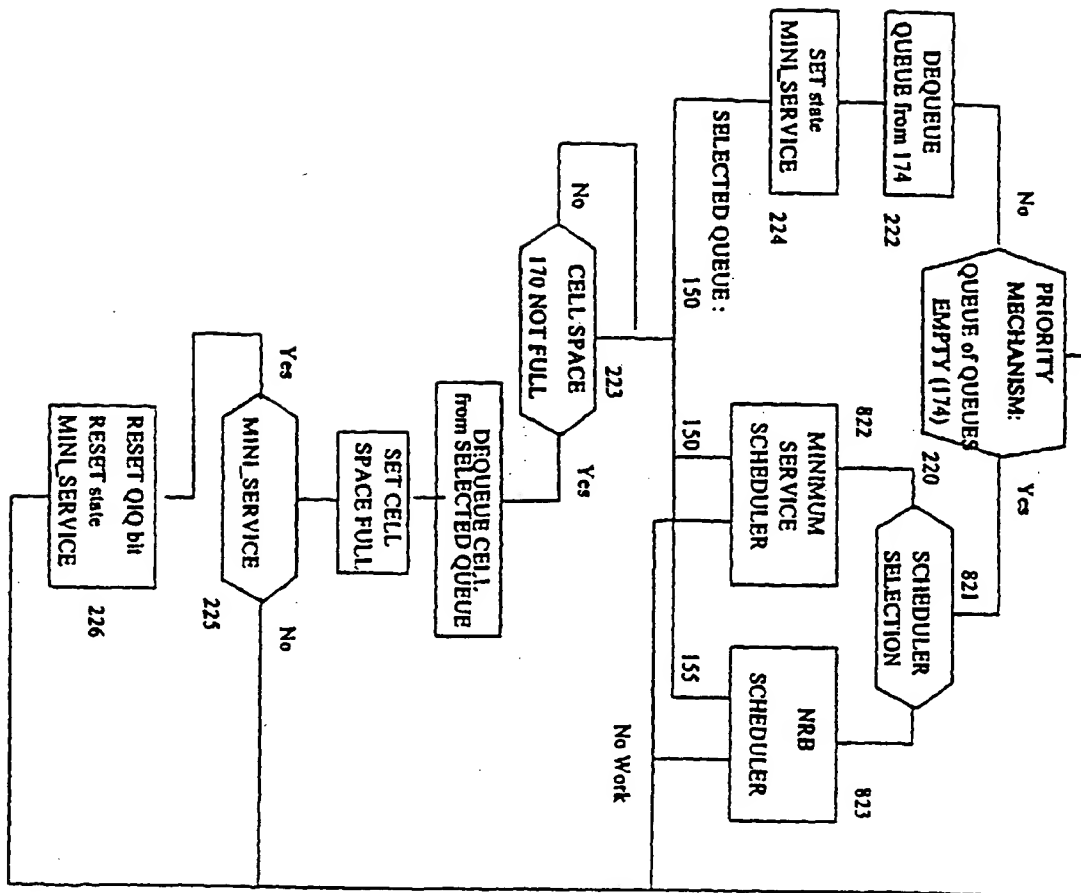 PRIORITY
MECHANISM:
QUEUE of QUEUES
EMPTY (174)
220
No
Yes
DEQUEUE
QUEUE from 174
222
SET state
MINI_SERVICE
224
821
SCHEDULER
SELECTION
822
MINIMUM
SERVICE
SCHEDULER
NRB
SCHEDULER
823
SELECTED QUEUE :
150
150
155
No Work
223
CELL SPACE
170 NOT FULL
No
Yes
DEQUEUE CELL
from SELECTED QUEUE
SET CELL
SPACE FULL
MINI_SERVICE
225
Yes
No
RESET QIQ bit
RESET state
MINI_SERVICE
226